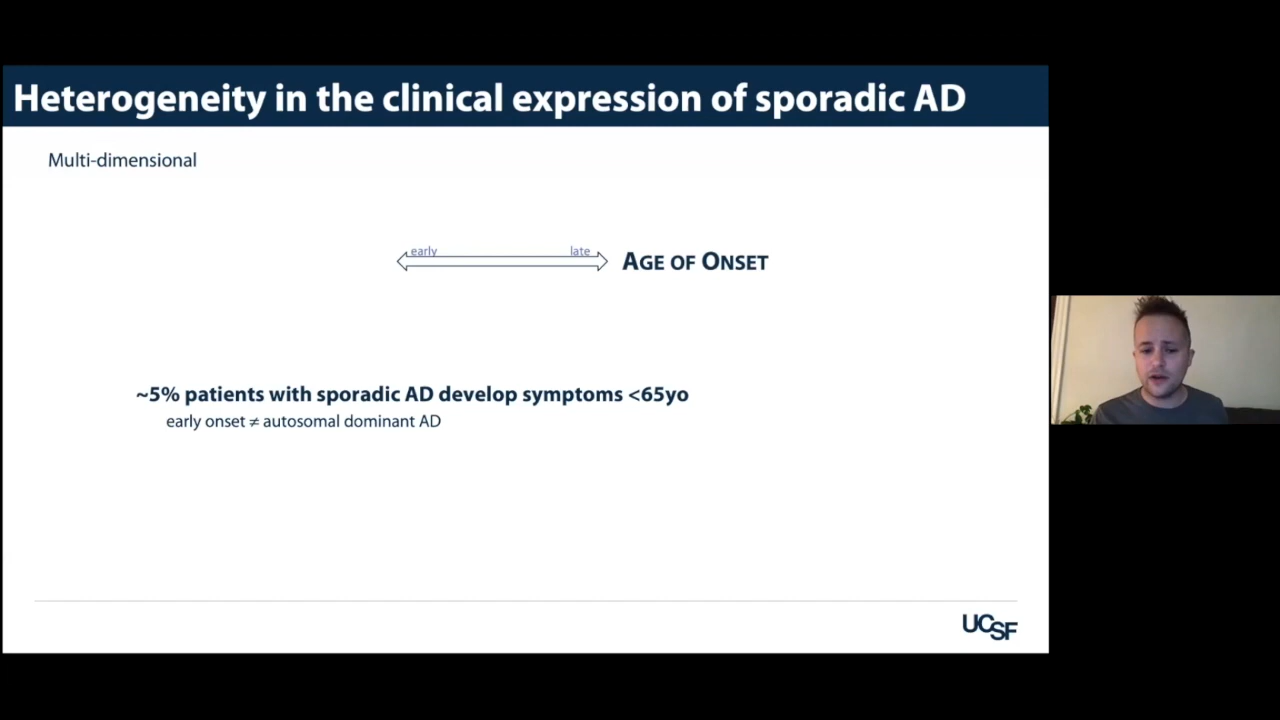 Heterogeneity in the clinical expression of sporadic AD
Multi-dimensional
early late AGE OF ONSET
~5% patients with sporadic AD develop symptoms <65yo
early onset ≠ autosomal dominant AD
UCSF